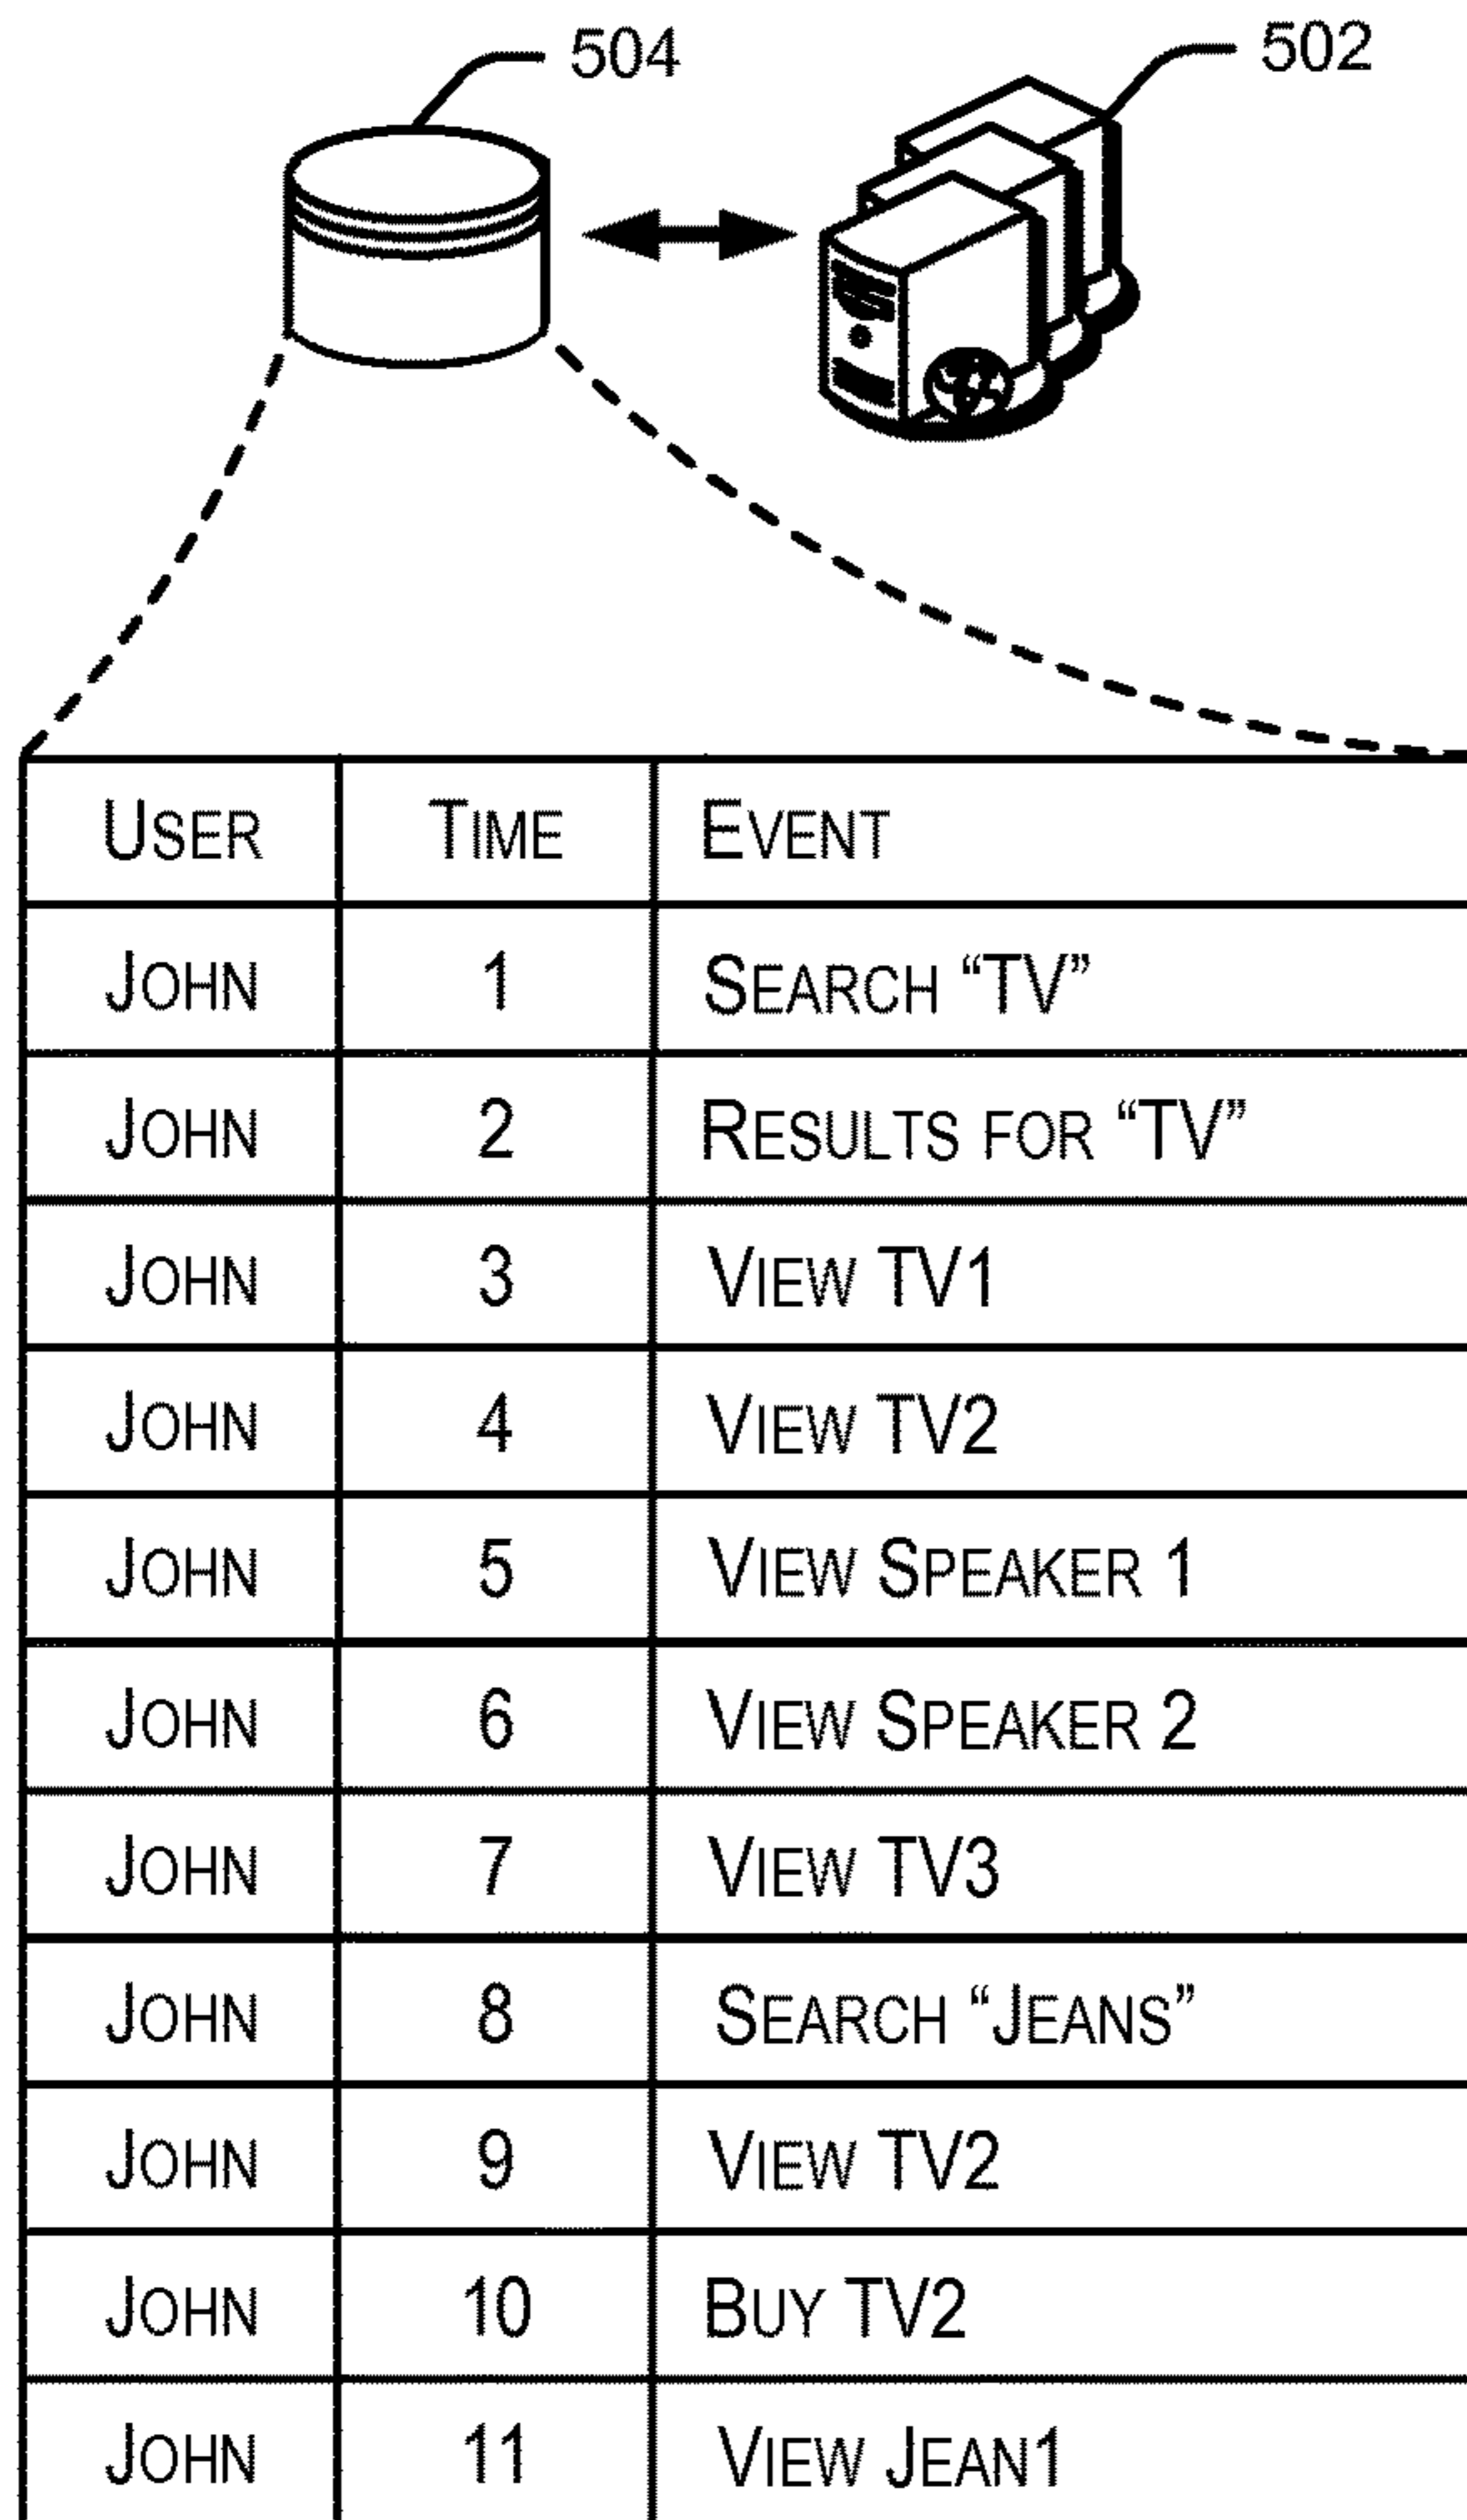 504
502
USER TIME EVENT
JOHN 1 SEARCH “TV”
JOHN 2 RESULTS FOR “TV”
JOHN 3 VIEW TV1
JOHN 4 VIEW TV2
JOHN 5 VIEW SPEAKER 1
JOHN 6 VIEW SPEAKER 2
JOHN 7 VIEW TV3
JOHN 8 SEARCH “JEANS”
JOHN 9 VIEW TV2
JOHN 10 BUY TV2
JOHN 11 VIEW JEAN1